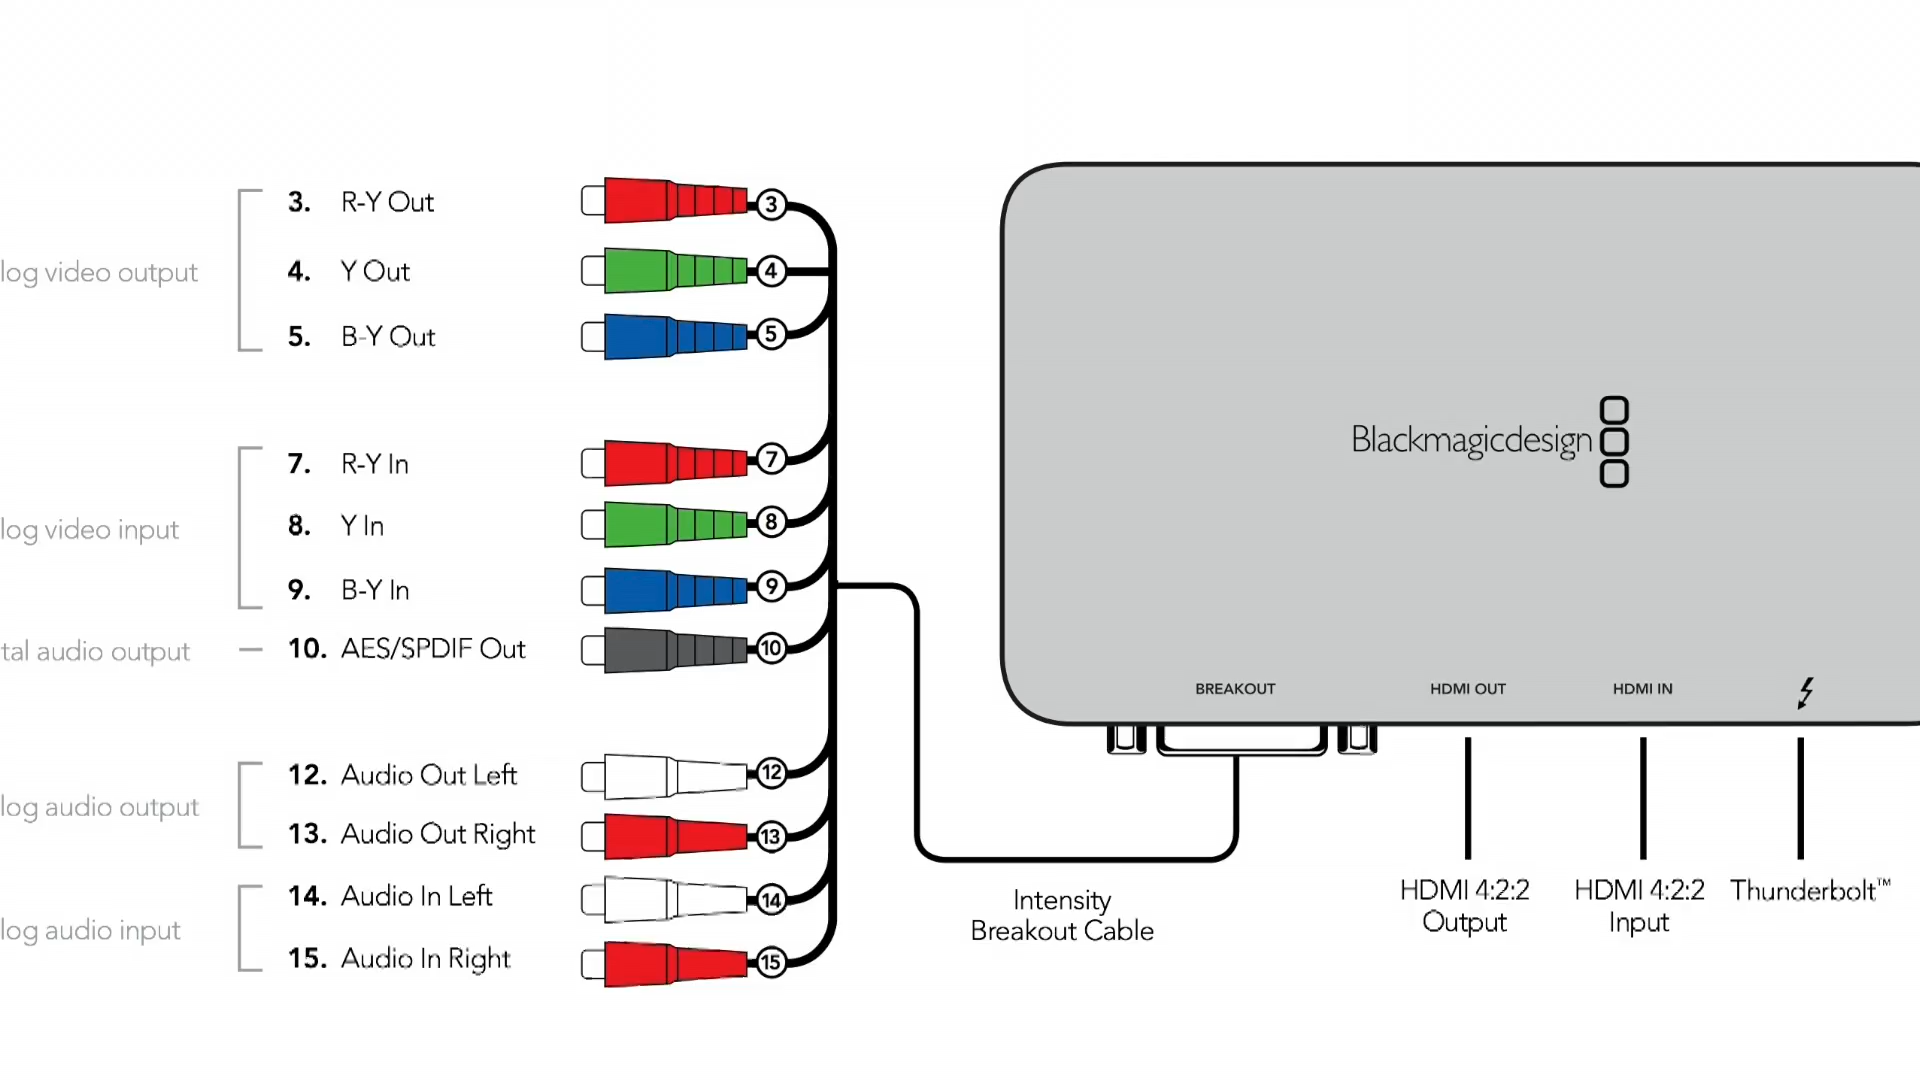 log video output
3. R-Y Out
4. Y Out
5. B-Y Out
3
4
5
log video input
7. R-Y In
8. Y In
9. B-Y In
7
8
9
tal audio output
10. AES/SPDIF Out
10
log audio output
12. Audio Out Left
13. Audio Out Right
12
13
log audio input
14. Audio In Left
15. Audio In Right
14
15
Intensity
Breakout Cable
Blackmagicdesign
BREAKOUT
HDMI OUT
HDMI IN
HDMI 4:2:2
Output
HDMI 4:2:2
Input
Thunderbolt™